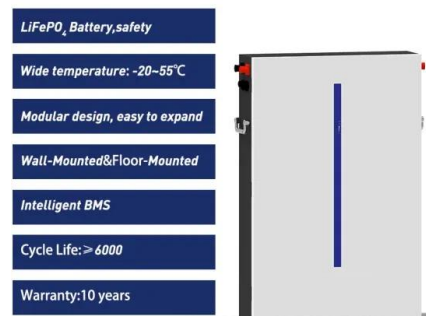 LiFePO₄ Battery,safety
Wide temperature: -20~55℃
Modular design, easy to expand
Wall-Mounted&Floor-Mounted
Intelligent BMS
Cycle Life:≥6000
Warranty:10 years